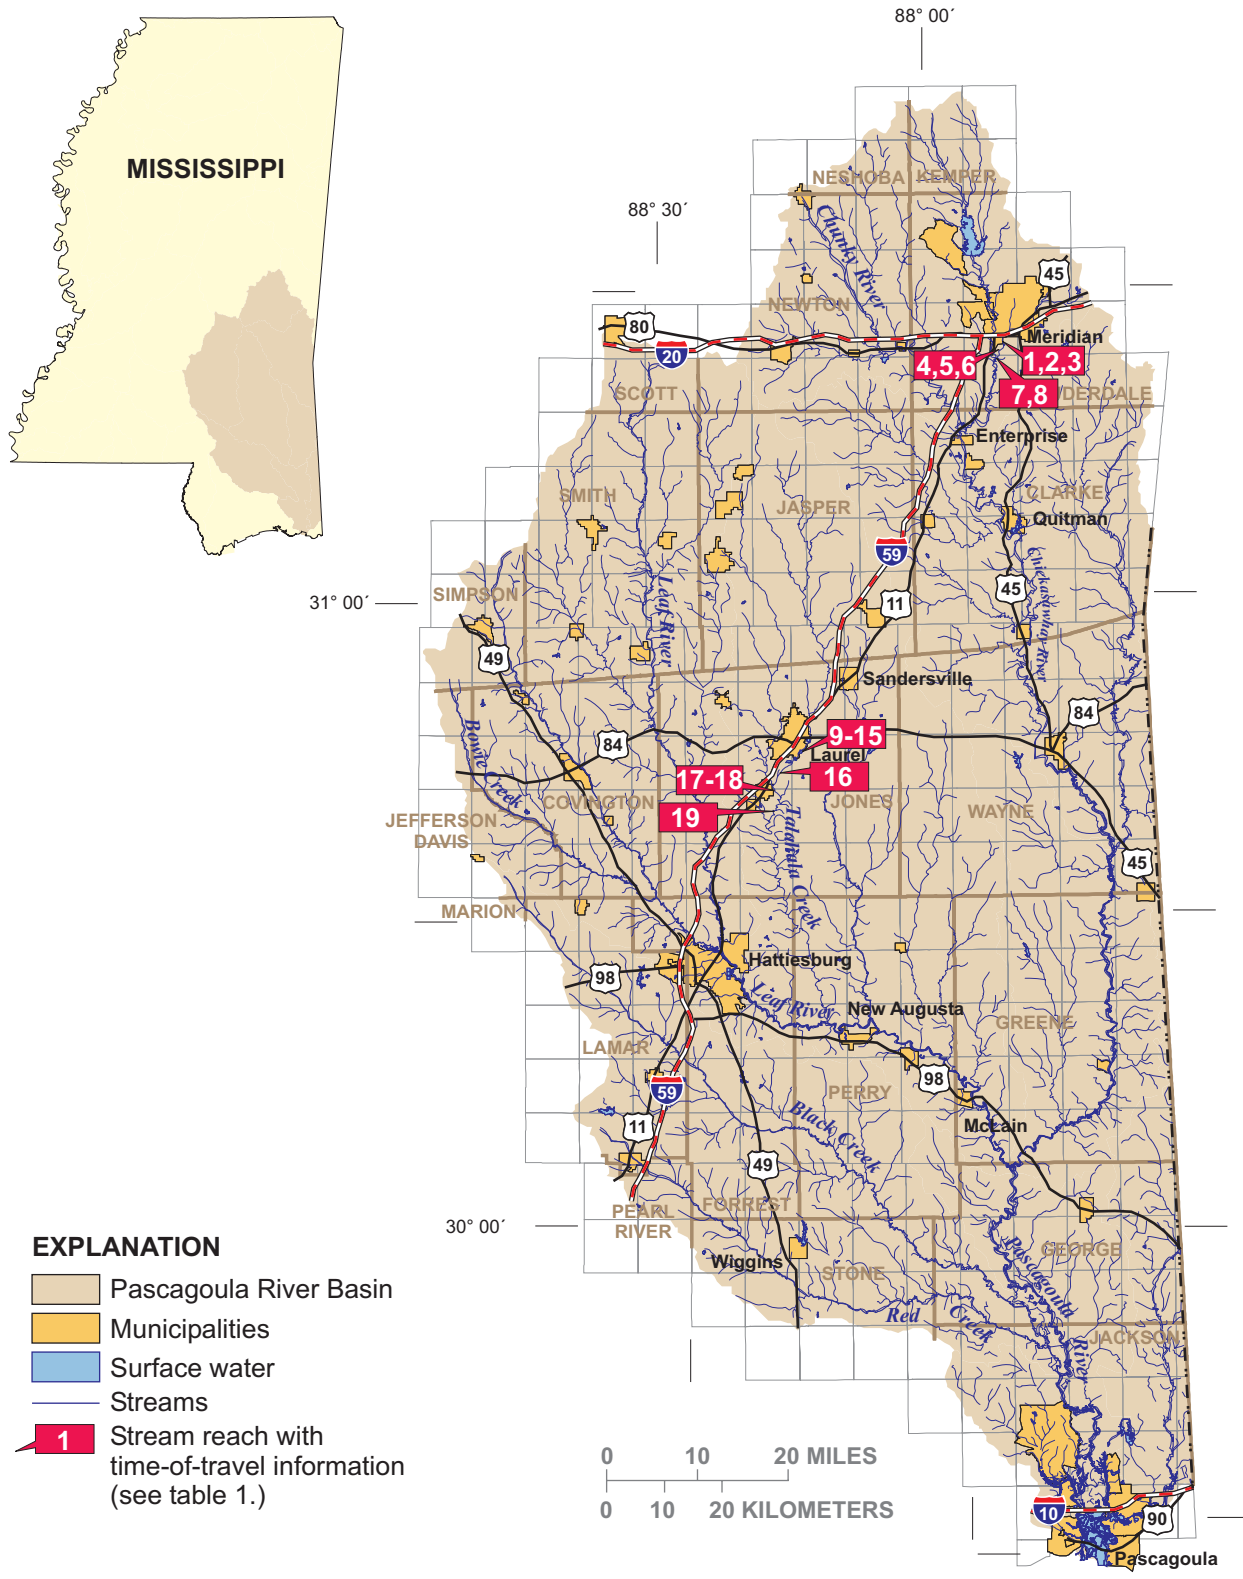 88° 00´
MISSISSIPPI
NESHOBA
KEMPER
88° 30´
Chunky River
45
NEWTON
80
Meridian
20
4,5,6
1,2,3
7,8
SCOTT
DERDALE
Enterprise
SMITH
JASPER
CLARKE
Quitman
59
Chickasawhay River
Leaf River
31° 00´
SIMPSON
11
45
49
Sandersville
84
Bowie Creek
84
9-15
Laurel
17-18
16
COVINGTON
JONES
19
WAYNE
JEFFERSON
DAVIS
Talahala Creek
45
MARION
Hattiesburg
98
Leaf River
New Augusta
GREENE
LAMAR
98
PERRY
59
McLain
11
Black Creek
49
FORREST
PEARL
RIVER
30° 00´
Pascagoula River
GEORGE
Wiggins
STONE
Red Creek
JACKSON
EXPLANATION
Pascagoula River Basin
Municipalities
Surface water
Streams
1
Stream reach with
time-of-travel information
(see table 1.)
0 10 20 MILES
0 10 20 KILOMETERS
10
90
Pascagoula